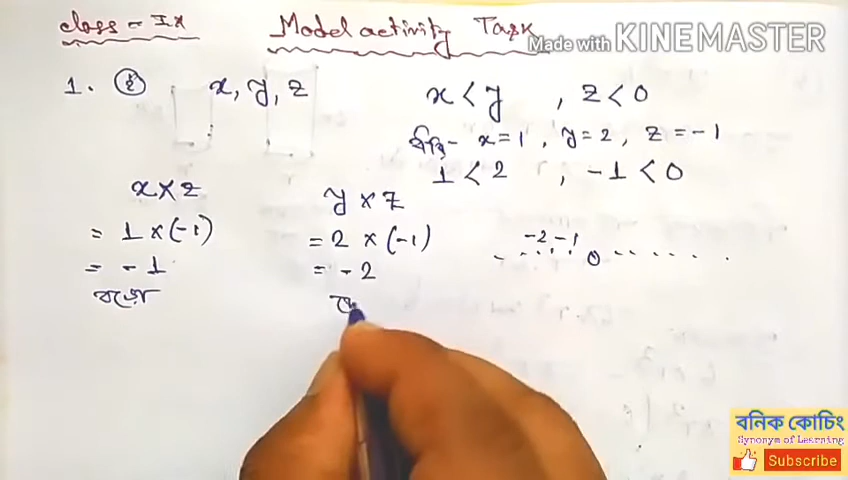 class - IX Model activity Task
Made with KINEMASTER
1. ২ x, y, z x < y , z < 0
ধরি- x = 1 , y = 2, z = -1
1 < 2 , -1 < 0
x × z y × z
= 1 × (-1) = 2 × (-1) -2 -1 0
= -1 = -2
বড়ো
বনিক কোচিং
Synonym of Learning
Subscribe